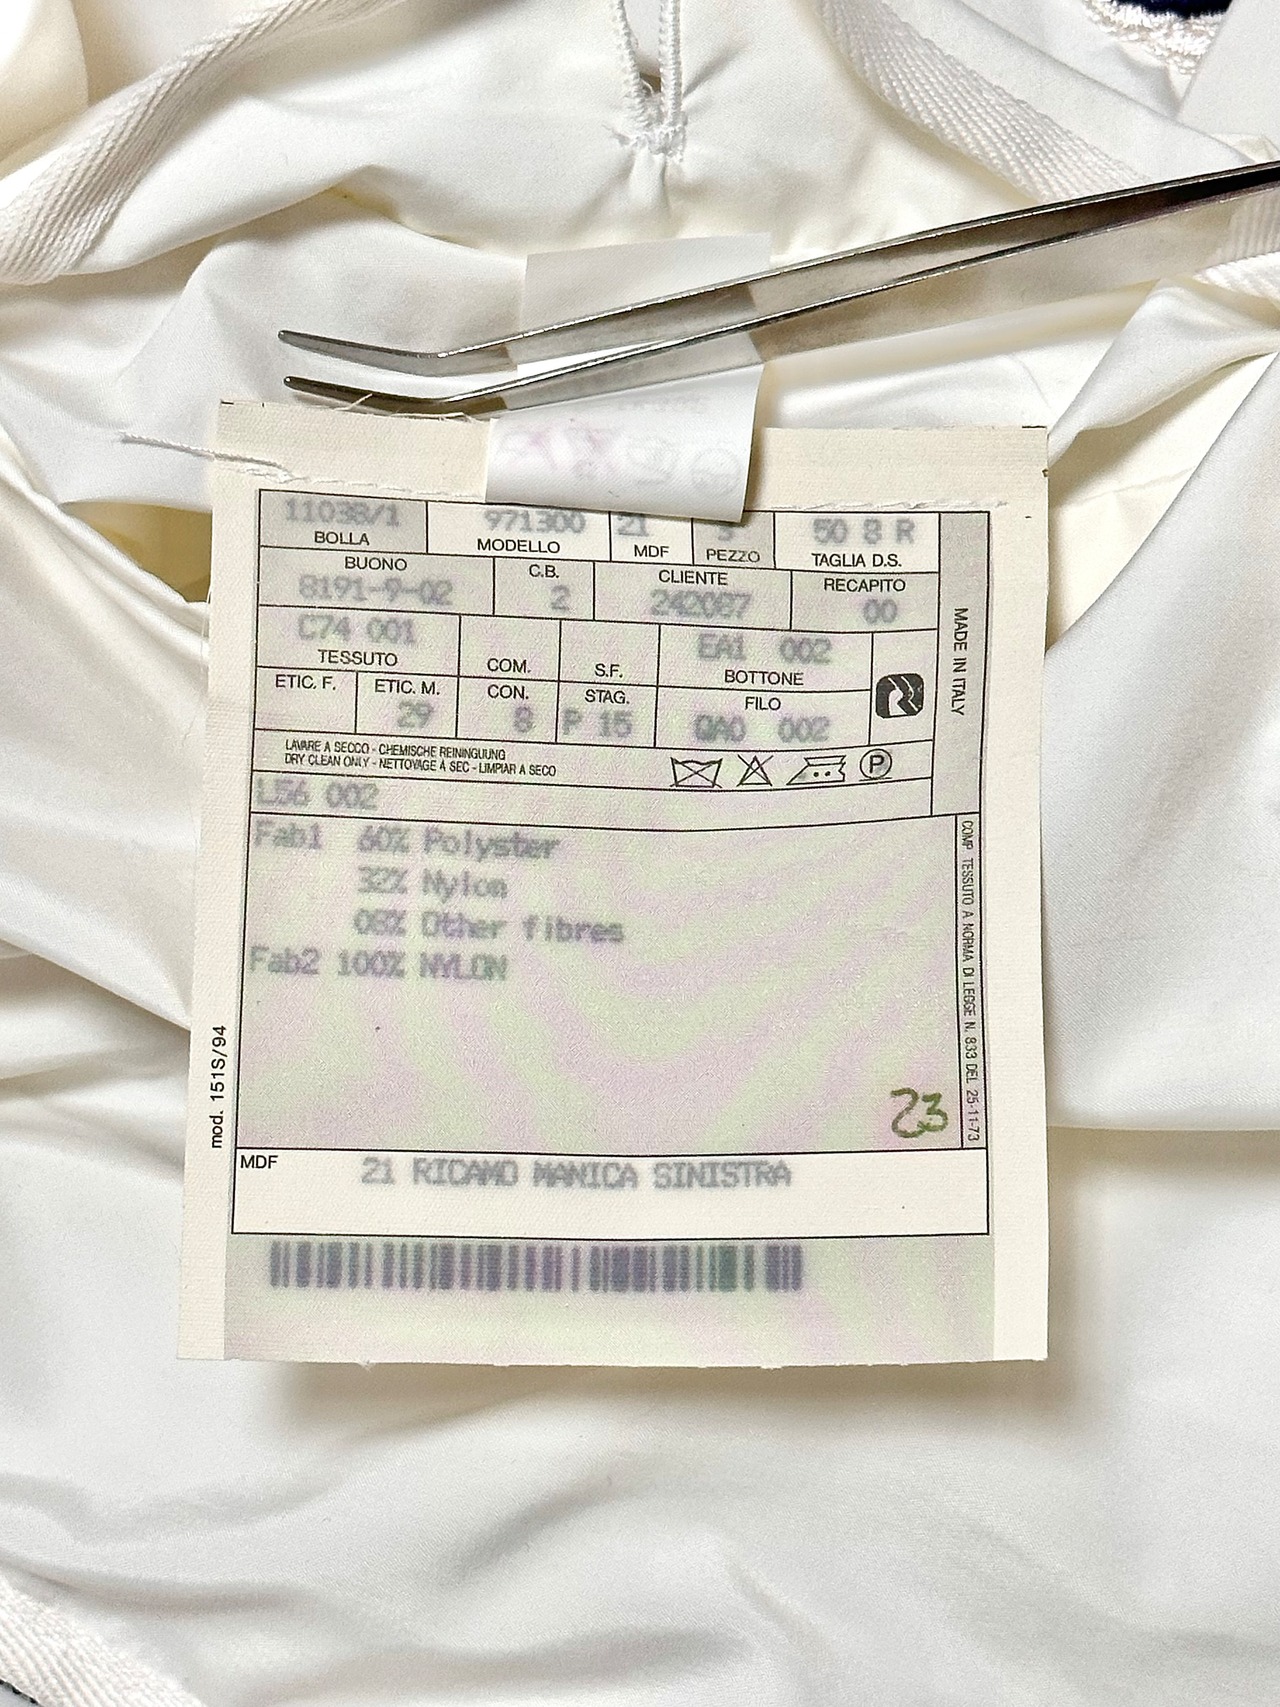 11038/1 971300 21 50 8 R
BOLLA MODELLO MDF PEZZO TAGLIA D.S.
BUONO C.B. CLIENTE RECAPITO
8191-9-02 2 242087 00
C74 001 EA1 002
TESSUTO COM. S.F. BOTTONE
ETIC. F. ETIC. M. CON. STAG. FILO
29 8 P 15 QA0 002
MADE IN ITALY
LAVARE A SECCO - CHEMISCHE REININGUUNG
DRY CLEAN ONLY - NETTOYAGE À SEC - LIMPIAR A SECO
P
L56 002
Fab1 60% Polyster
32% Nylon
08% Other fibres
Fab2 100% NYLON
COMP TESSUTO A NORMA DI LEGGE N. 833 DEL 25-11-73
23
mod. 151S/94
MDF 21 RICAMO MANICA SINISTRA